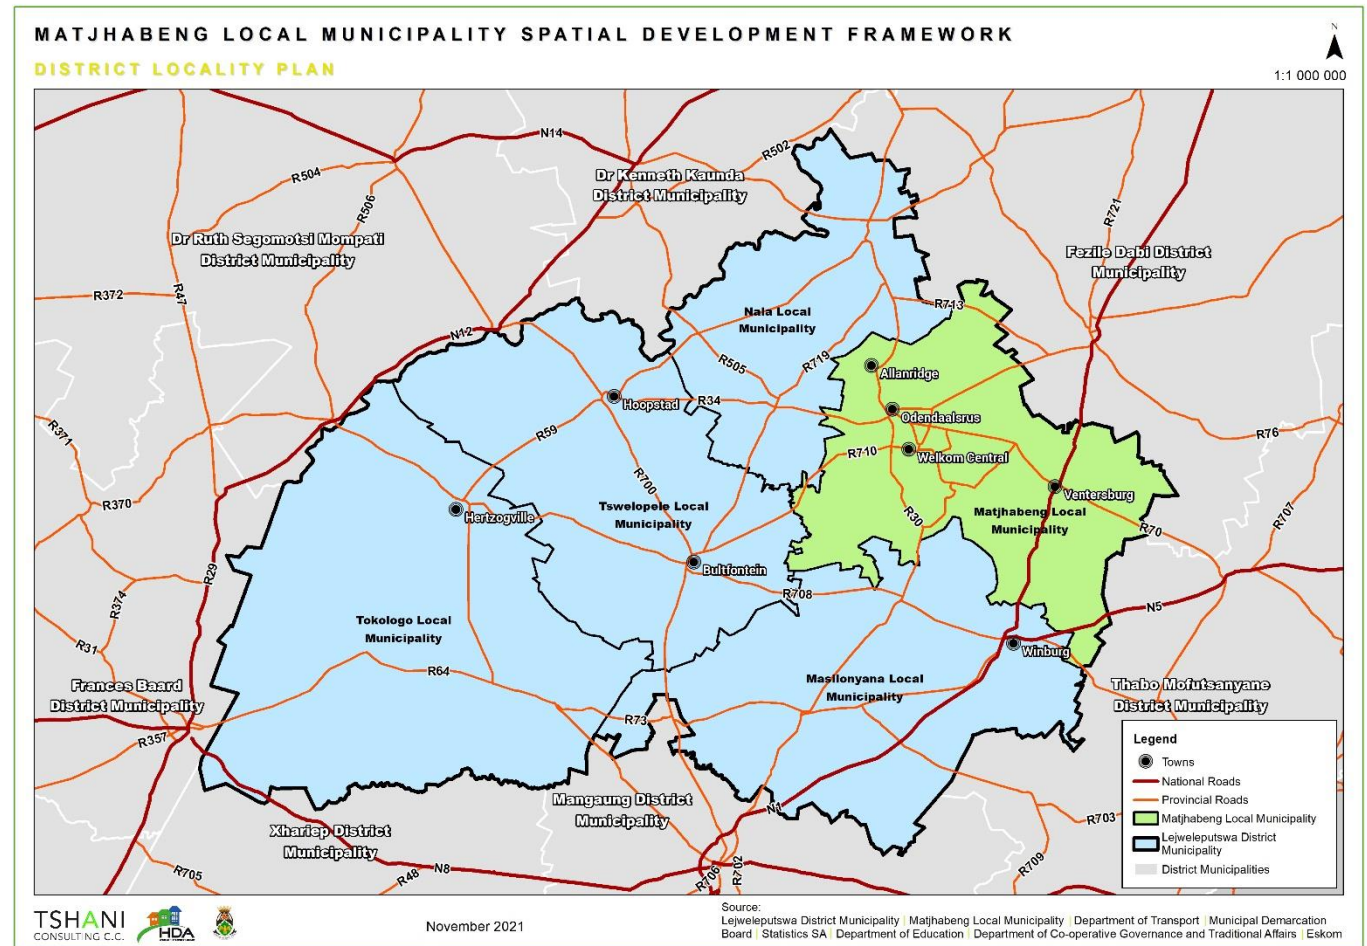 MATJHABENG LOCAL MUNICIPALITY SPATIAL DEVELOPMENT FRAMEWORK
DISTRICT LOCALITY PLAN
N
1:1 000 000
N14
R502
R504
Dr Kenneth Kaunda
District Municipality
R506
R721
Dr Ruth Segomotsi Mompati
District Municipality
Fezile Dabi District
Municipality
R372
R47
R713
Nala Local
Municipality
N12
R505
R719
Allanridge
Hoopstad
R34
Odendaalsrus
R371
R59
R76
R710
Welkom Central
R700
Ventersburg
R370
Tswelopele Local
Municipality
Hertzogville
Matjhabeng Local
Municipality
R30
R70
R707
R29
Bultfontein
R374
R708
N5
Tokologo Local
Municipality
R31
Winburg
R64
Masilonyana Local
Municipality
Frances Baard
District Municipality
Thabo Mofutsanyane
District Municipality
R73
R357
Mangaung District
Municipality
N1
Xhariep District
Municipality
R703
N8
R705
R48
R706
R702
R709
Legend
Towns
National Roads
Provincial Roads
Matjhabeng Local Municipality
Lejweleputswa District
Municipality
District Municipalities
TSHANI
CONSULTING C.C.
HDA
November 2021
Source:
Lejweleputswa District Municipality | Matjhabeng Local Municipality | Department of Transport | Municipal Demarcation
Board | Statistics SA | Department of Education | Department of Co-operative Governance and Traditional Affairs | Eskom